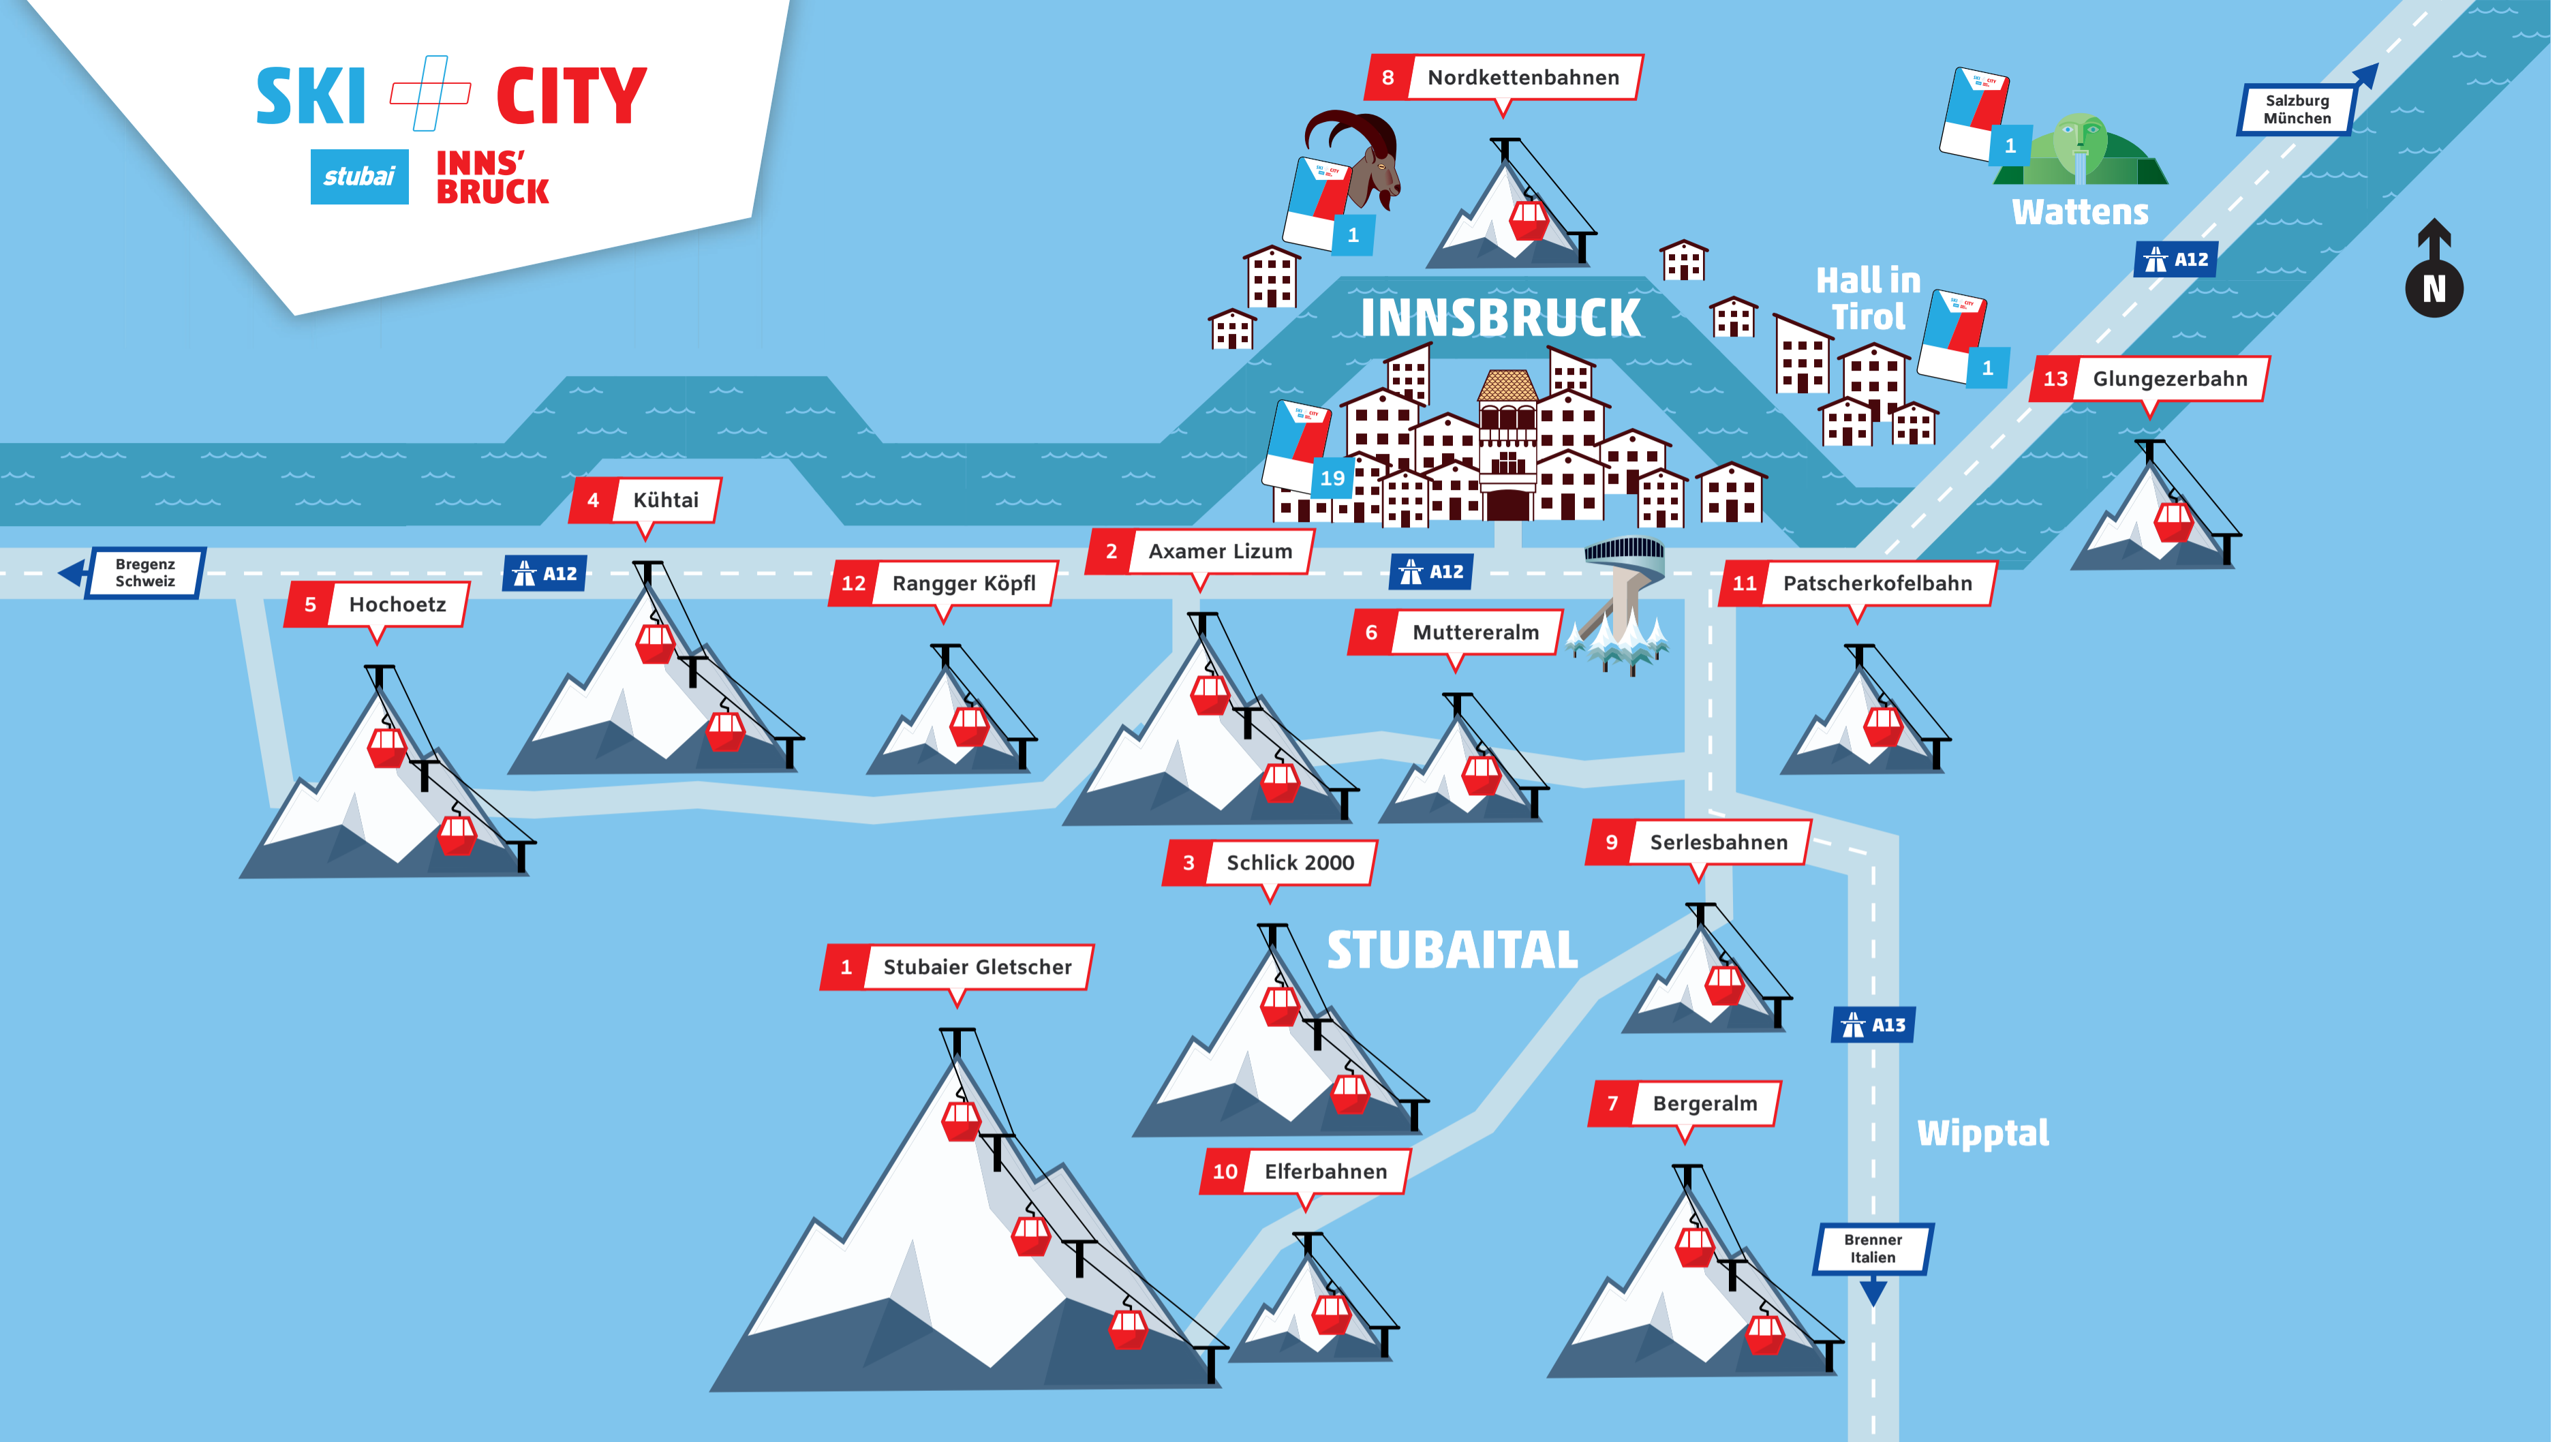 SKI CITY
stubai
INNS'
BRUCK
8 Nordkettenbahnen
1
1
Wattens
Salzburg
München
A12
N
INNSBRUCK
Hall in
Tirol
1
13 Glungezerbahn
19
4 Kühtai
2 Axamer Lizum
Bregenz
Schweiz
A12
12 Rangger Köpfl
A12
11 Patscherkofelbahn
5 Hochoetz
6 Muttereralm
9 Serlesbahnen
3 Schlick 2000
STUBAITAL
1 Stubaier Gletscher
A13
7 Bergeralm
Wipptal
10 Elferbahnen
Brenner
Italien